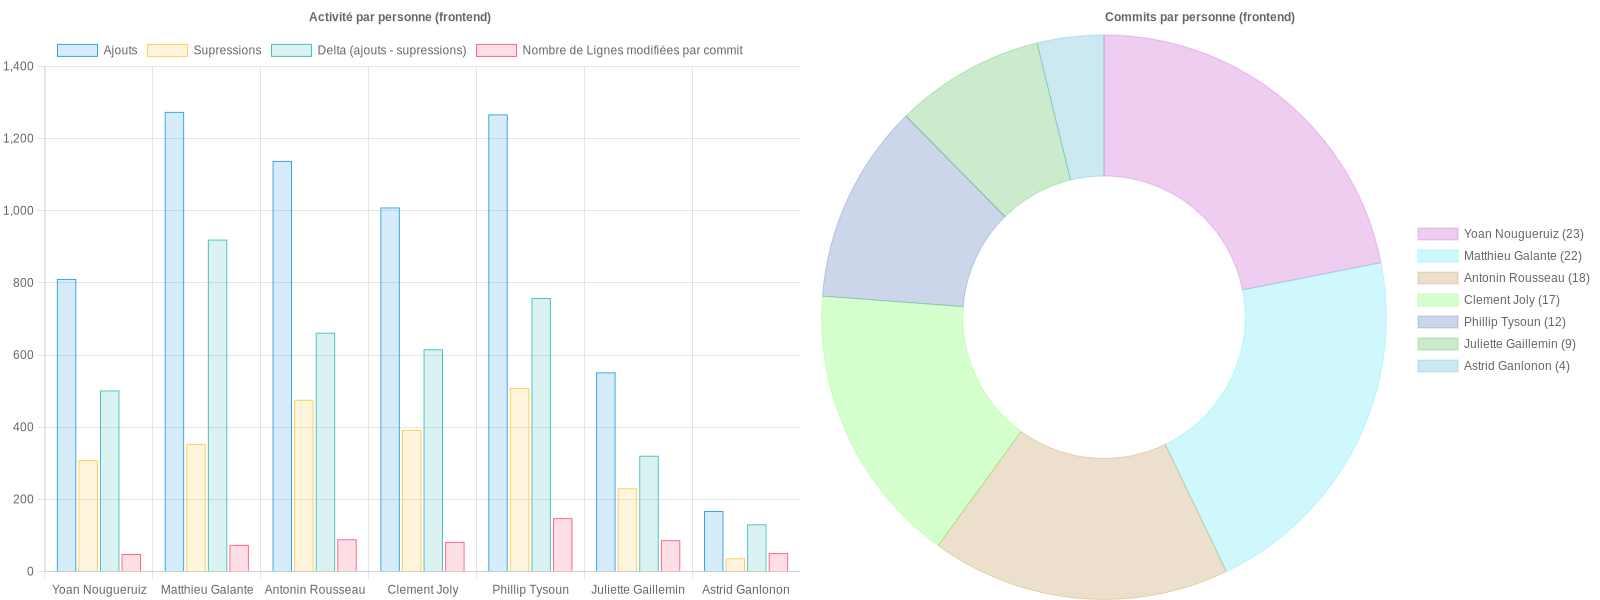 Activité par personne (frontend)
Ajouts Supressions Delta (ajouts - supressions) Nombre de Lignes modifiées par commit
1,400
1,200
1,000
800
600
400
200
0
Yoan Nougueruiz Matthieu Galante Antonin Rousseau Clement Joly Phillip Tysoun Juliette Gaillemin Astrid Ganlonon
Commits par personne (frontend)
Yoan Nougueruiz (23)
Matthieu Galante (22)
Antonin Rousseau (18)
Clement Joly (17)
Phillip Tysoun (12)
Juliette Gaillemin (9)
Astrid Ganlonon (4)